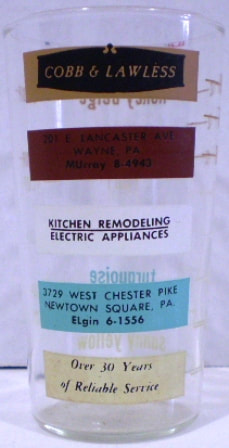 COBB & LAWLESS
201 E. LANCASTER AVE.
WAYNE, PA.
MUrray 8-4943
honey beige
KITCHEN REMODELING
ELECTRIC APPLIANCES
turquoise
3729 WEST CHESTER PIKE
NEWTOWN SQUARE, PA.
ELgin 6-1556
sunny yellow
Over 30 Years
of Reliable Service